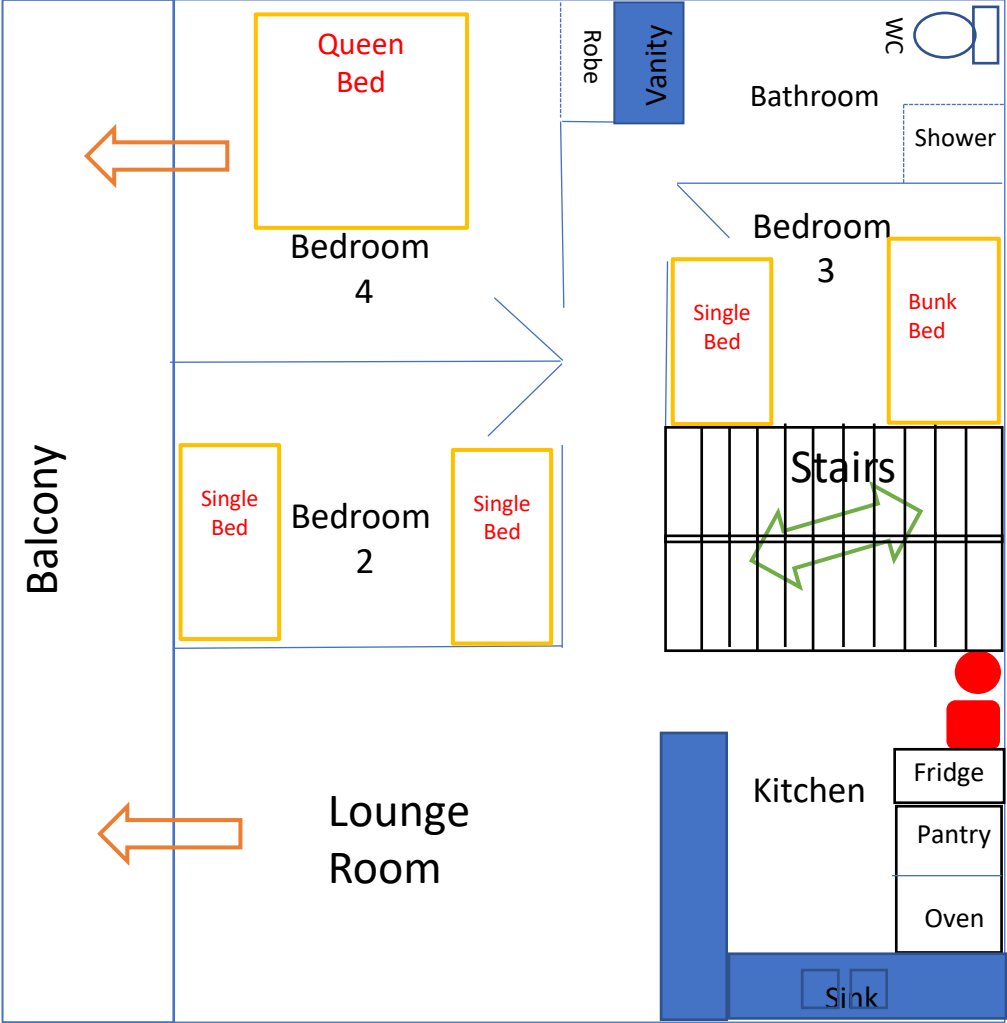 Queen
Bed
Robe
Vanity
WC
Bathroom
Shower
Bedroom
4
Bedroom
3
Single
Bed
Bunk
Bed
Balcony
Single
Bed
Bedroom
2
Single
Bed
Stairs
Lounge
Room
Kitchen
Fridge
Pantry
Oven
Sink